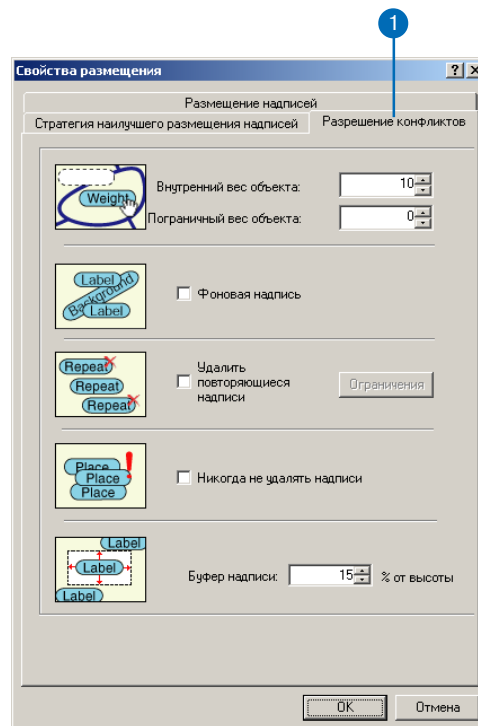 1
Свойства размещения
Размещение надписей
Стратегия наилучшего размещения надписей
Разрешение конфликтов
Weight
Внутренний вес объекта: 10
Пограничный вес объекта: 0
Label
Background
Label
Фоновая надпись
Repeat
Repeat
Repeat
Удалить
повторяющиеся
надписи
Ограничения
Place
Place
Place
Никогда не удалять надписи
Label
Label
Label
Буфер надписи: 15 % от высоты
OK
Отмена